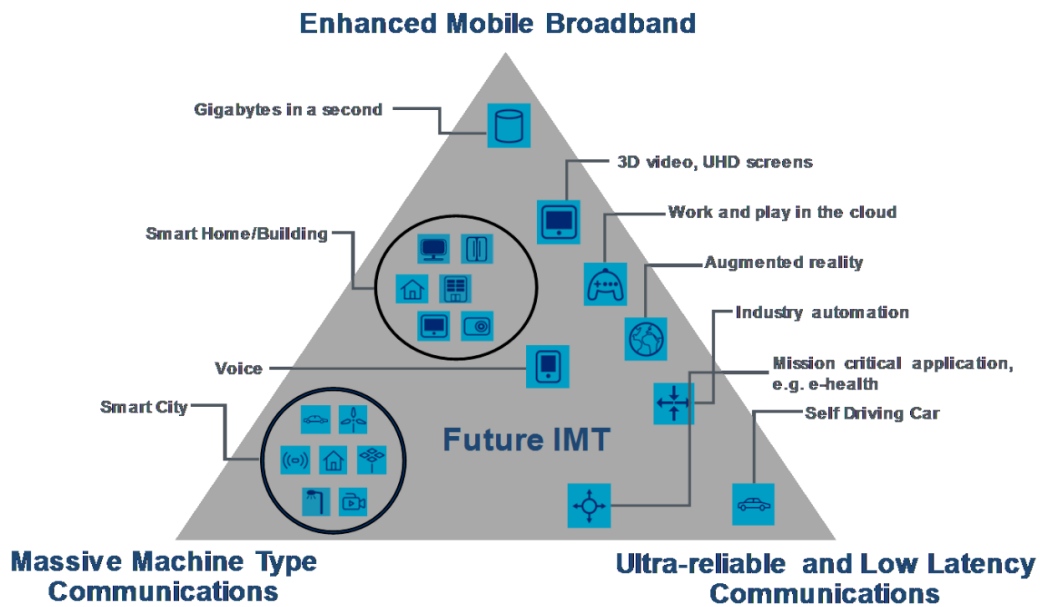 Enhanced Mobile Broadband
Gigabytes in a second
3D video, UHD screens
Work and play in the cloud
Smart Home/Building
Augmented reality
Industry automation
Mission critical application,
e.g. e-health
Voice
Smart City
Self Driving Car
Future IMT
Massive Machine Type
Communications
Ultra-reliable and Low Latency
Communications